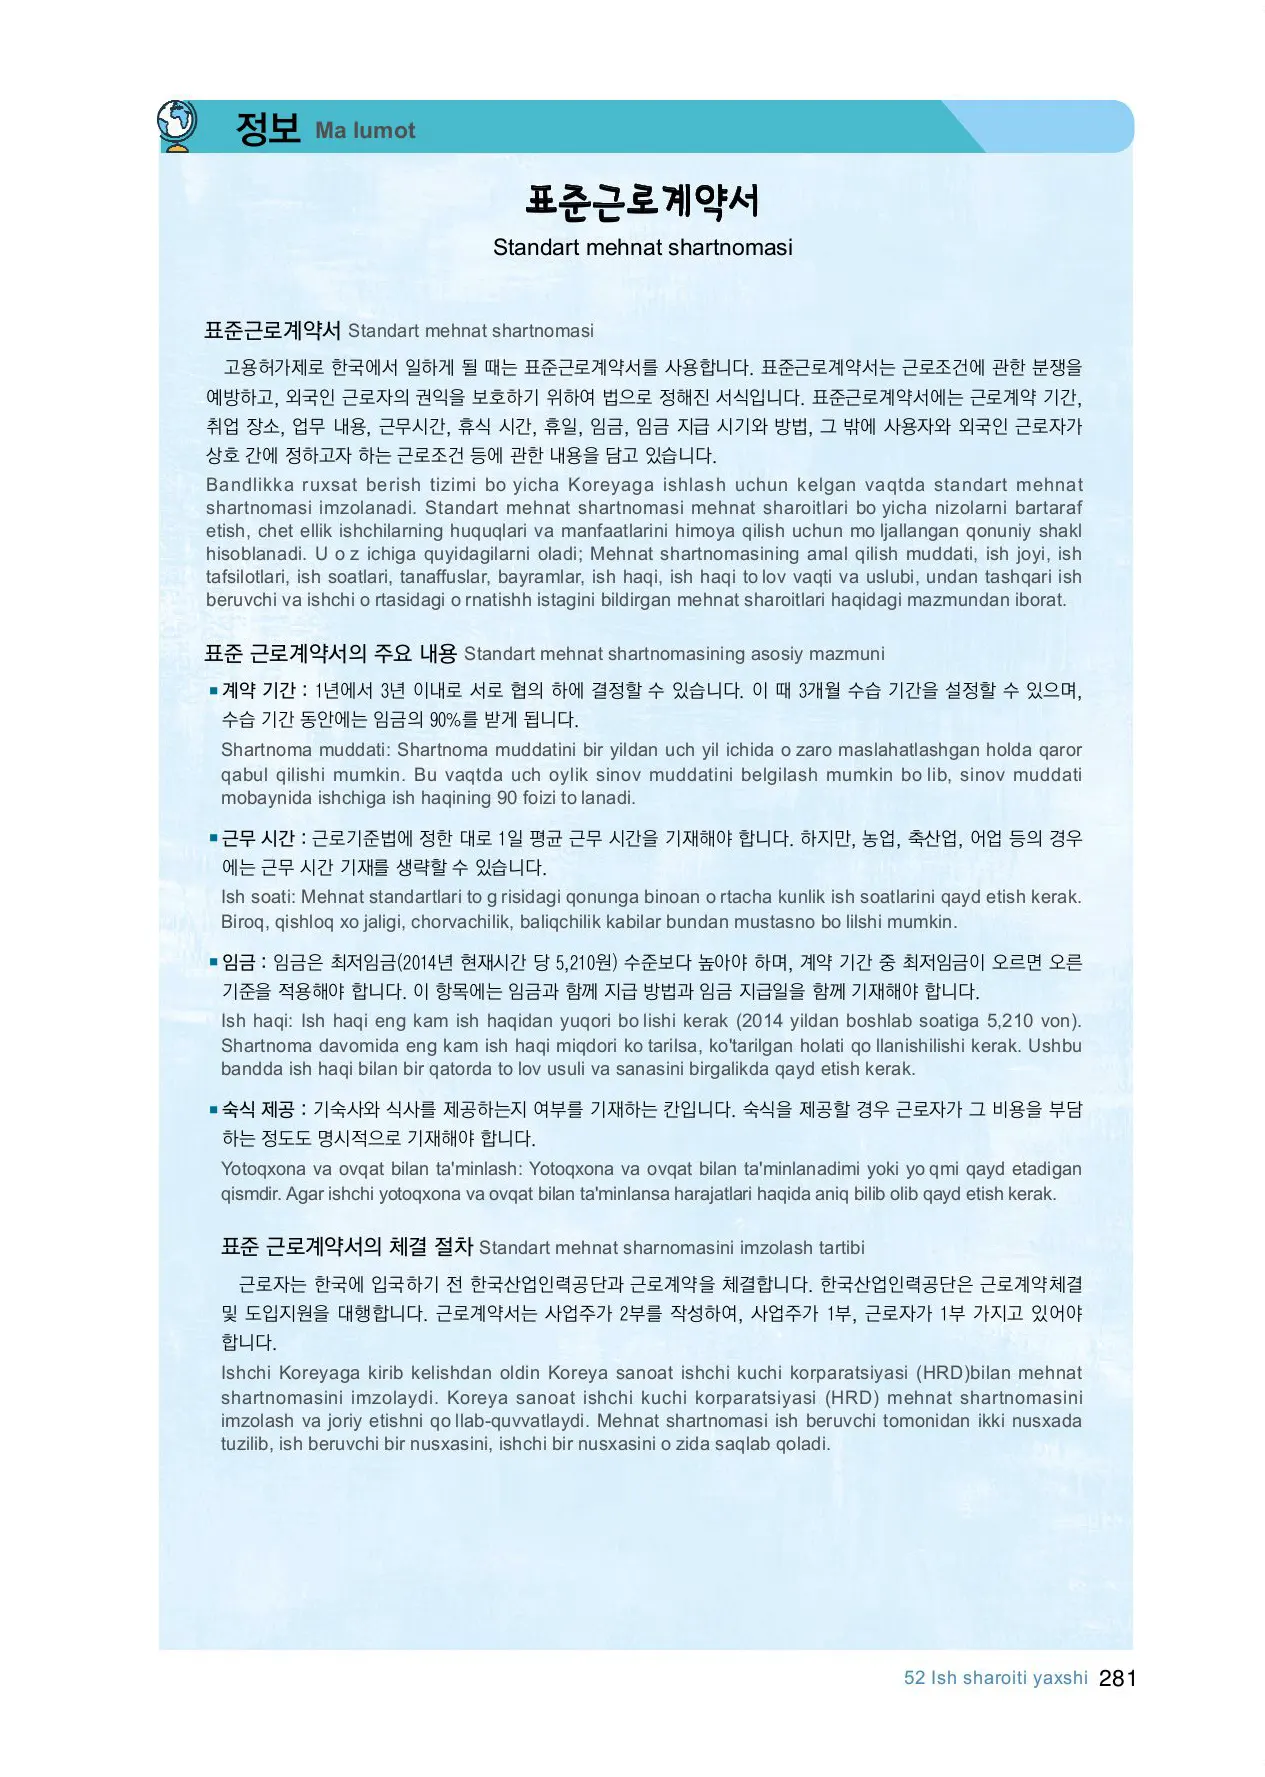 정보 Ma lumot
표준근로계약서
Standart mehnat shartnomasi
표준근로계약서 Standart mehnat shartnomasi
고용허가제로 한국에서 일하게 될 때는 표준근로계약서를 사용합니다. 표준근로계약서는 근로조건에 관한 분쟁을
예방하고, 외국인 근로자의 권익을 보호하기 위하여 법으로 정해진 서식입니다. 표준근로계약서에는 근로계약 기간,
취업 장소, 업무 내용, 근무시간, 휴식 시간, 휴일, 임금, 임금 지급 시기와 방법, 그 밖에 사용자와 외국인 근로자가
상호 간에 정하고자 하는 근로조건 등에 관한 내용을 담고 있습니다.
Bandlikka ruxsat berish tizimi bo yicha Koreyaga ishlash uchun kelgan vaqtda standart mehnat
shartnomasi imzolanadi. Standart mehnat shartnomasi mehnat sharoitlari bo yicha nizolarni bartaraf
etish, chet ellik ishchilarning huquqlari va manfaatlarini himoya qilish uchun mo ljallangan qonuniy shakl
hisoblanadi. U o z ichiga quyidagilarni oladi; Mehnat shartnomasining amal qilish muddati, ish joyi, ish
tafsilotlari, ish soatlari, tanaffuslar, bayramlar, ish haqi, ish haqi to lov vaqti va uslubi, undan tashqari ish
beruvchi va ishchi o rtasidagi o rnatishh istagini bildirgan mehnat sharoitlari haqidagi mazmundan iborat.
표준 근로계약서의 주요 내용 Standart mehnat shartnomasining asosiy mazmuni
▪ 계약 기간 : 1년에서 3년 이내로 서로 협의 하에 결정할 수 있습니다. 이 때 3개월 수습 기간을 설정할 수 있으며,
수습 기간 동안에는 임금의 90%를 받게 됩니다.
Shartnoma muddati: Shartnoma muddatini bir yildan uch yil ichida o zaro maslahatlashgan holda qaror
qabul qilishi mumkin. Bu vaqtda uch oylik sinov muddatini belgilash mumkin bo lib, sinov muddati
mobaynida ishchiga ish haqining 90 foizi to lanadi.
▪ 근무 시간 : 근로기준법에 정한 대로 1일 평균 근무 시간을 기재해야 합니다. 하지만, 농업, 축산업, 어업 등의 경우
에는 근무 시간 기재를 생략할 수 있습니다.
Ish soati: Mehnat standartlari to g risidagi qonunga binoan o rtacha kunlik ish soatlarini qayd etish kerak.
Biroq, qishloq xo jaligi, chorvachilik, baliqchilik kabilar bundan mustasno bo lilshi mumkin.
▪ 임금 : 임금은 최저임금(2014년 현재시간 당 5,210원) 수준보다 높아야 하며, 계약 기간 중 최저임금이 오르면 오른
기준을 적용해야 합니다. 이 항목에는 임금과 함께 지급 방법과 임금 지급일을 함께 기재해야 합니다.
Ish haqi: Ish haqi eng kam ish haqidan yuqori bo lishi kerak (2014 yildan boshlab soatiga 5,210 von).
Shartnoma davomida eng kam ish haqi miqdori ko tarilsa, ko'tarilgan holati qo llanishilishi kerak. Ushbu
bandda ish haqi bilan bir qatorda to lov usuli va sanasini birgalikda qayd etish kerak.
▪ 숙식 제공 : 기숙사와 식사를 제공하는지 여부를 기재하는 칸입니다. 숙식을 제공할 경우 근로자가 그 비용을 부담
하는 정도도 명시적으로 기재해야 합니다.
Yotoqxona va ovqat bilan ta'minlash: Yotoqxona va ovqat bilan ta'minlanadimi yoki yo qmi qayd etadigan
qismdir. Agar ishchi yotoqxona va ovqat bilan ta'minlansa harajatlari haqida aniq bilib olib qayd etish kerak.
표준 근로계약서의 체결 절차 Standart mehnat sharnomasini imzolash tartibi
근로자는 한국에 입국하기 전 한국산업인력공단과 근로계약을 체결합니다. 한국산업인력공단은 근로계약체결
및 도입지원을 대행합니다. 근로계약서는 사업주가 2부를 작성하여, 사업주가 1부, 근로자가 1부 가지고 있어야
합니다.
Ishchi Koreyaga kirib kelishdan oldin Koreya sanoat ishchi kuchi korparatsiyasi (HRD)bilan mehnat
shartnomasini imzolaydi. Koreya sanoat ishchi kuchi korparatsiyasi (HRD) mehnat shartnomasini
imzolash va joriy etishni qo llab-quvvatlaydi. Mehnat shartnomasi ish beruvchi tomonidan ikki nusxada
tuzilib, ish beruvchi bir nusxasini, ishchi bir nusxasini o zida saqlab qoladi.
52 Ish sharoiti yaxshi 281